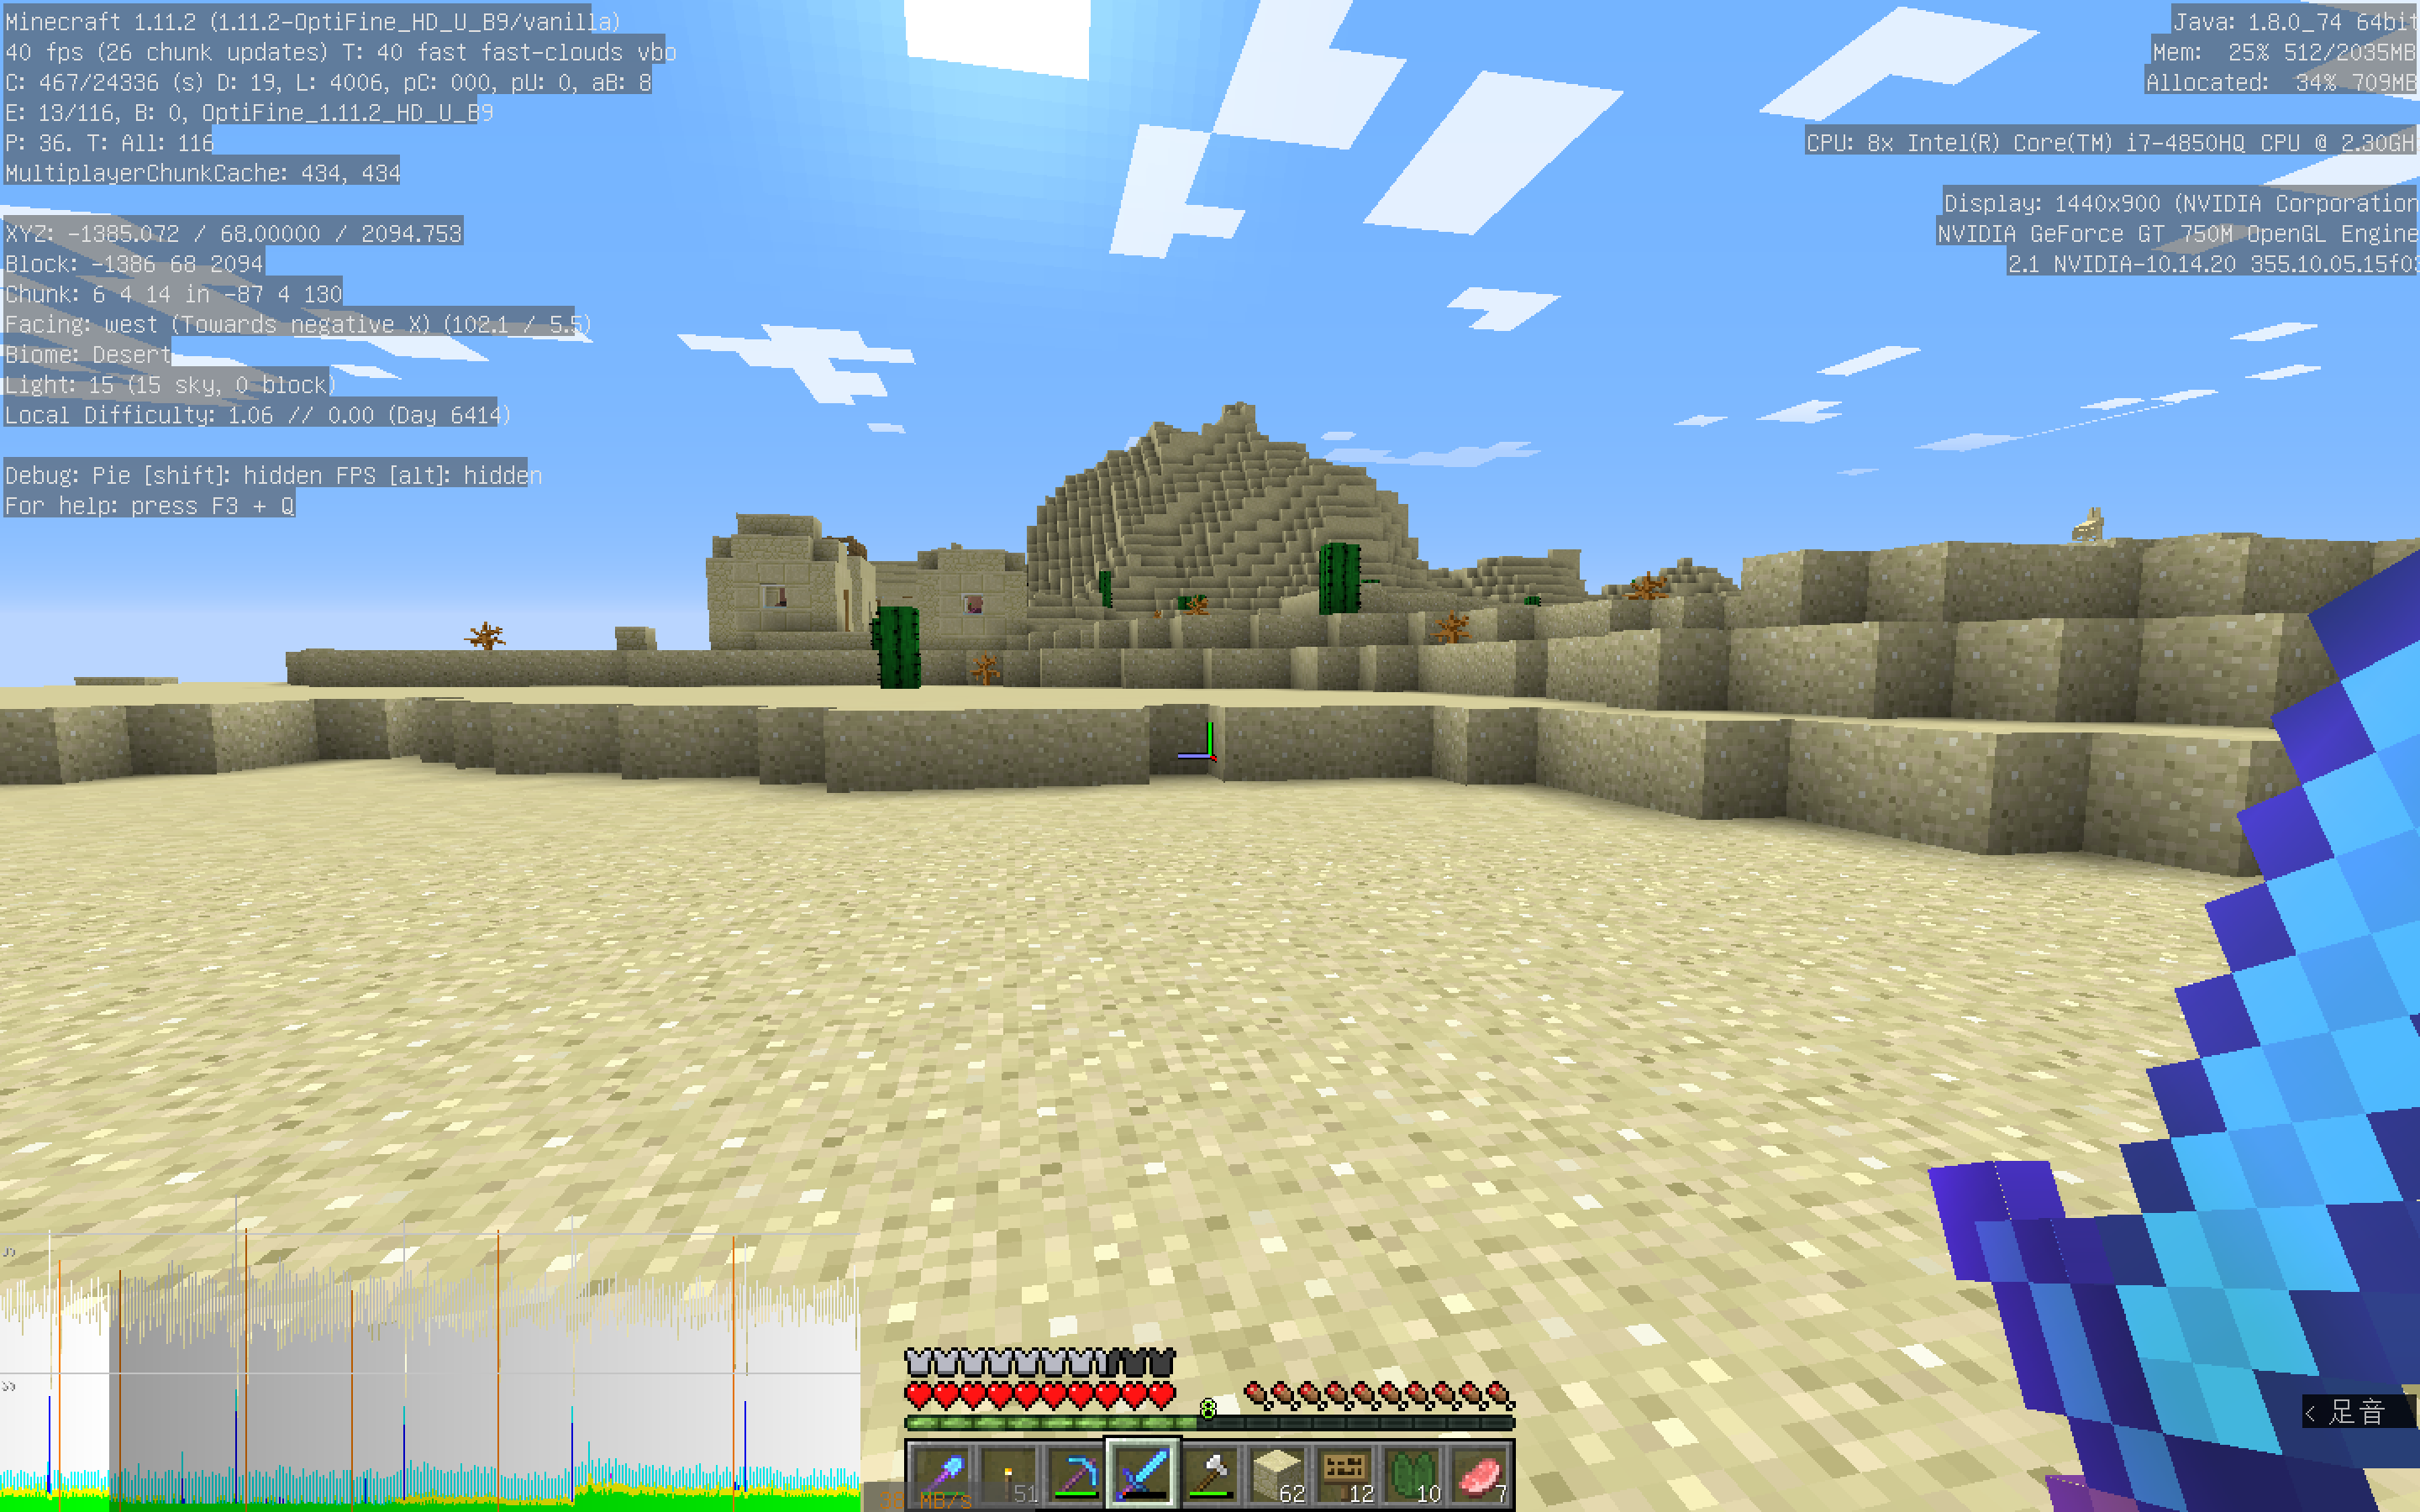 Minecraft 1.11.2 (1.11.2-OptiFine_HD_U_B9/vanilla)
40 fps (26 chunk updates) T: 40 fast fast-clouds vbo
C: 467/24336 (s) D: 19, L: 4006, pC: 000, pU: 0, aB: 8
E: 13/116, B: 0, OptiFine_1.11.2_HD_U_B9
P: 36. T: All: 116
MultiplayerChunkCache: 434, 434
XYZ: -1385.072 / 68.00000 / 2094.753
Block: -1386 68 2094
Chunk: 6 4 14 in -87 4 130
Facing: west (Towards negative X) (102.1 / 5.5)
Biome: Desert
Light: 15 (15 sky, 0 block)
Local Difficulty: 1.06 // 0.00 (Day 6414)
Debug: Pie [shift]: hidden FPS [alt]: hidden
For help: press F3 + Q
Java: 1.8.0_74 64bit
Mem: 25% 512/2035MB
Allocated: 34% 709MB
CPU: 8x Intel(R) Core(TM) i7-4850HQ CPU @ 2.30GH
Display: 1440x900 (NVIDIA Corporation
NVIDIA GeForce GT 750M OpenGL Engine
2.1 NVIDIA-10.14.20 355.10.05.15f03
8
< 足音
MB/s
51
62
12
10
7